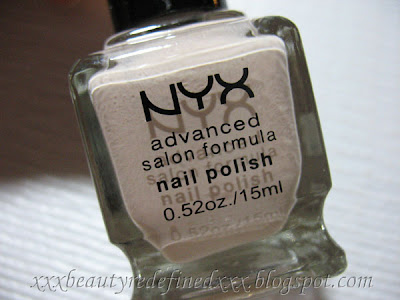 NYX
advanced
salon formula
nail polish
0.52oz./15ml
xxxbeautyredefinedxxx.blogspot.com